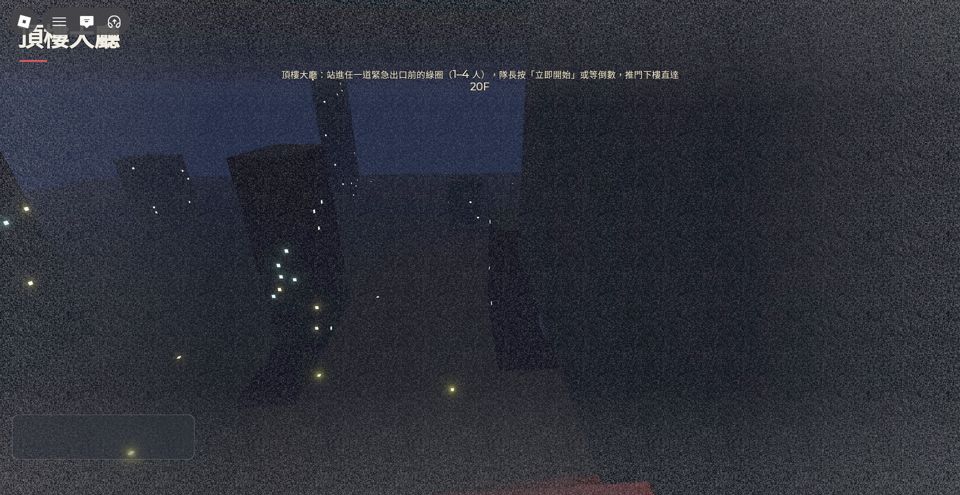 頂樓大廳
頂樓大廳：站進任一道緊急出口前的綠圈（1–4 人），隊長按「立即開始」或等倒數，推門下樓直達
20F